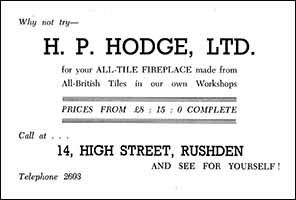 Why not try—
H. P. HODGE, LTD.
for your ALL-TILE FIREPLACE made from
All-British Tiles in our own Workshops
PRICES FROM £8 : 15 : 0 COMPLETE
Call at . . .
14, HIGH STREET, RUSHDEN
AND SEE FOR YOURSELF !
Telephone 2603